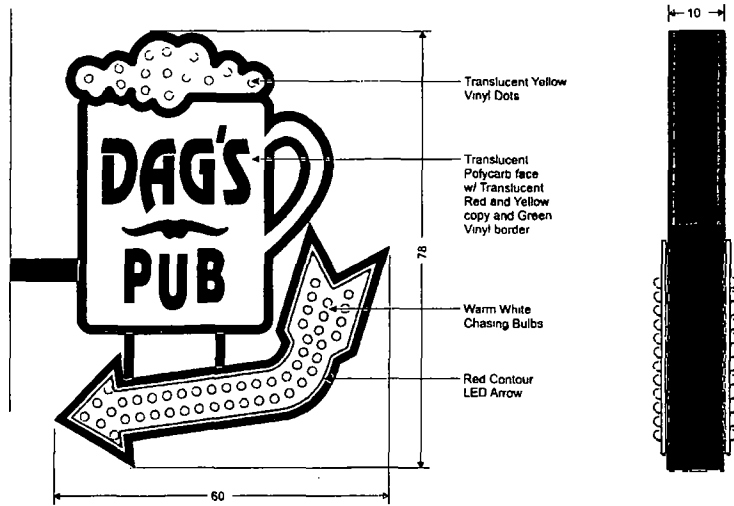 10
Translucent Yellow
Vinyl Dots
DAG'S
PUB
Translucent
Polycarb face
w/ Translucent
Red and Yellow
copy and Green
Vinyl border
78
Warm White
Chasing Bulbs
Red Contour
LED Arrow
60